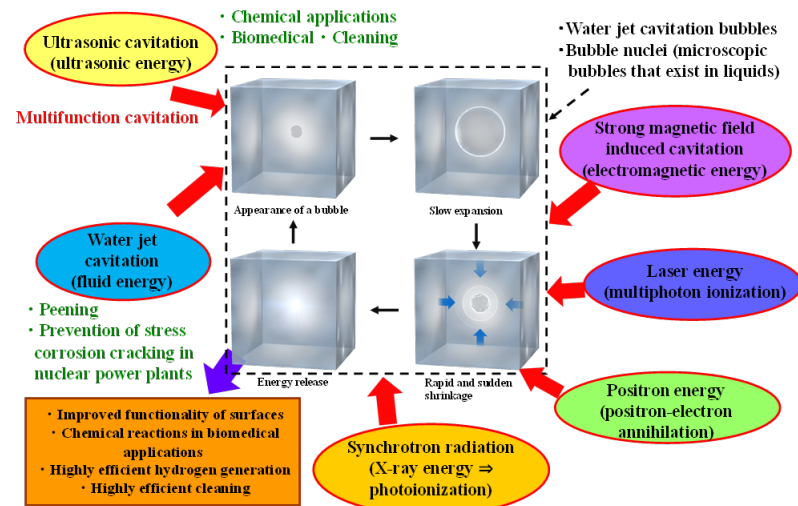 ・Chemical applications
・Biomedical・Cleaning
Ultrasonic cavitation
(ultrasonic energy)
・Water jet cavitation bubbles
・Bubble nuclei (microscopic
bubbles that exist in liquids)
Multifunction cavitation
Strong magnetic field
induced cavitation
(electromagnetic energy)
Appearance of a bubble
Slow expansion
Water jet
cavitation
(fluid energy)
Laser energy
(multiphoton ionization)
・Peening
・Prevention of stress
corrosion cracking in
nuclear power plants
Energy release
Rapid and sudden
shrinkage
Positron energy
(positron-electron
annihilation)
・Improved functionality of surfaces
・Chemical reactions in biomedical
applications
・Highly efficient hydrogen generation
・Highly efficient cleaning
Synchrotron radiation
(X-ray energy ⇒
photoionization)